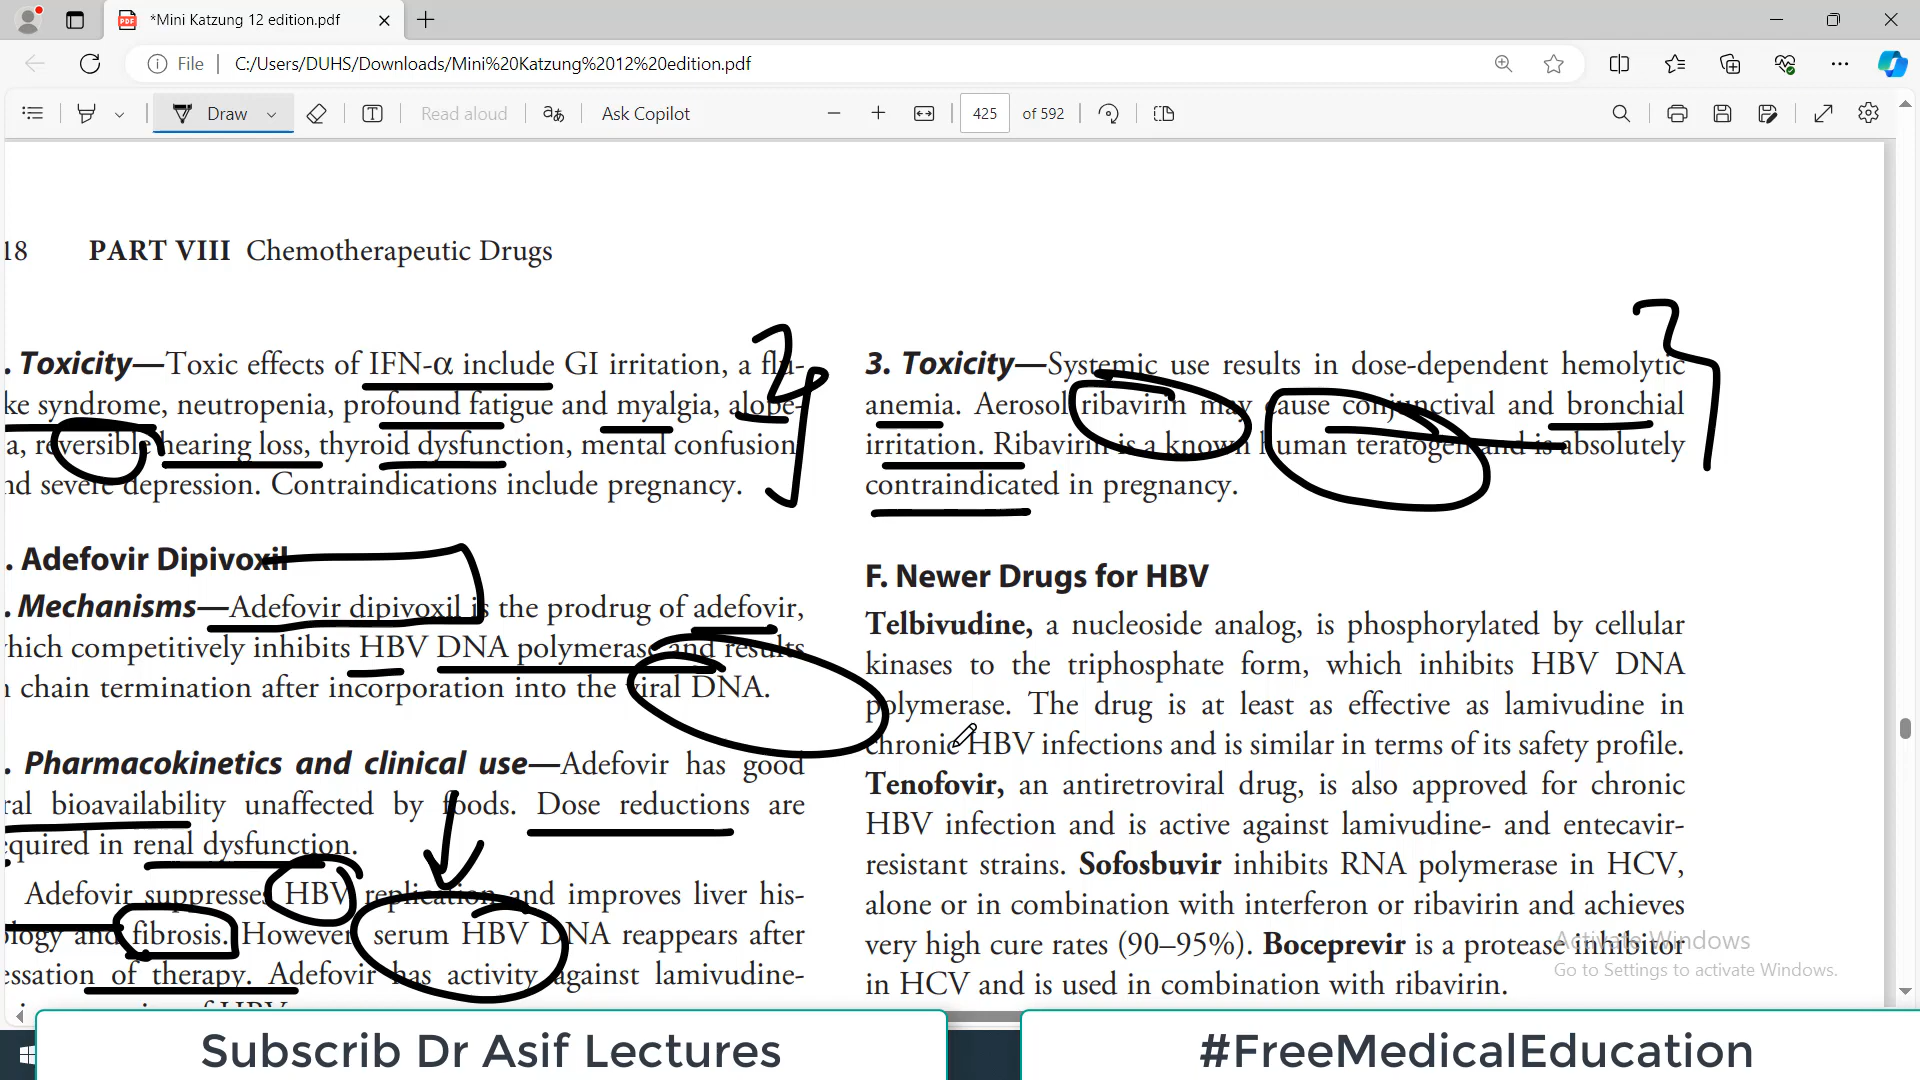 *Mini Katzung 12 edition.pdf
File
C:/Users/DUHS/Downloads/Mini%20Katzung%2012%20edition.pdf
Draw
Read aloud
Ask Copilot
425 of 592
18 PART VIII Chemotherapeutic Drugs
. Toxicity—Toxic effects of IFN-α include GI irritation, a flu-
ke syndrome, neutropenia, profound fatigue and myalgia, alope-
a, reversible hearing loss, thyroid dysfunction, mental confusion,
nd severe depression. Contraindications include pregnancy.
. Adefovir Dipivoxil
. Mechanisms—Adefovir dipivoxil is the prodrug of adefovir,
hich competitively inhibits HBV DNA polymerase and results
n chain termination after incorporation into the viral DNA.
. Pharmacokinetics and clinical use—Adefovir has good
ral bioavailability unaffected by foods. Dose reductions are
equired in renal dysfunction.
Adefovir suppresses HBV replication and improves liver his-
ology and fibrosis. However, serum HBV DNA reappears after
essation of therapy. Adefovir has activity against lamivudine-
3. Toxicity—Systemic use results in dose-dependent hemolytic
anemia. Aerosol ribavirin may cause conjunctival and bronchial
irritation. Ribavirin is a known human teratogen and is absolutely
contraindicated in pregnancy.
F. Newer Drugs for HBV
Telbivudine, a nucleoside analog, is phosphorylated by cellular
kinases to the triphosphate form, which inhibits HBV DNA
polymerase. The drug is at least as effective as lamivudine in
chronic HBV infections and is similar in terms of its safety profile.
Tenofovir, an antiretroviral drug, is also approved for chronic
HBV infection and is active against lamivudine- and entecavir-
resistant strains. Sofosbuvir inhibits RNA polymerase in HCV,
alone or in combination with interferon or ribavirin and achieves
very high cure rates (90–95%). Boceprevir is a protease inhibitor
in HCV and is used in combination with ribavirin.
Activate Windows
Go to Settings to activate Windows.
Subscrib Dr Asif Lectures
#FreeMedicalEducation